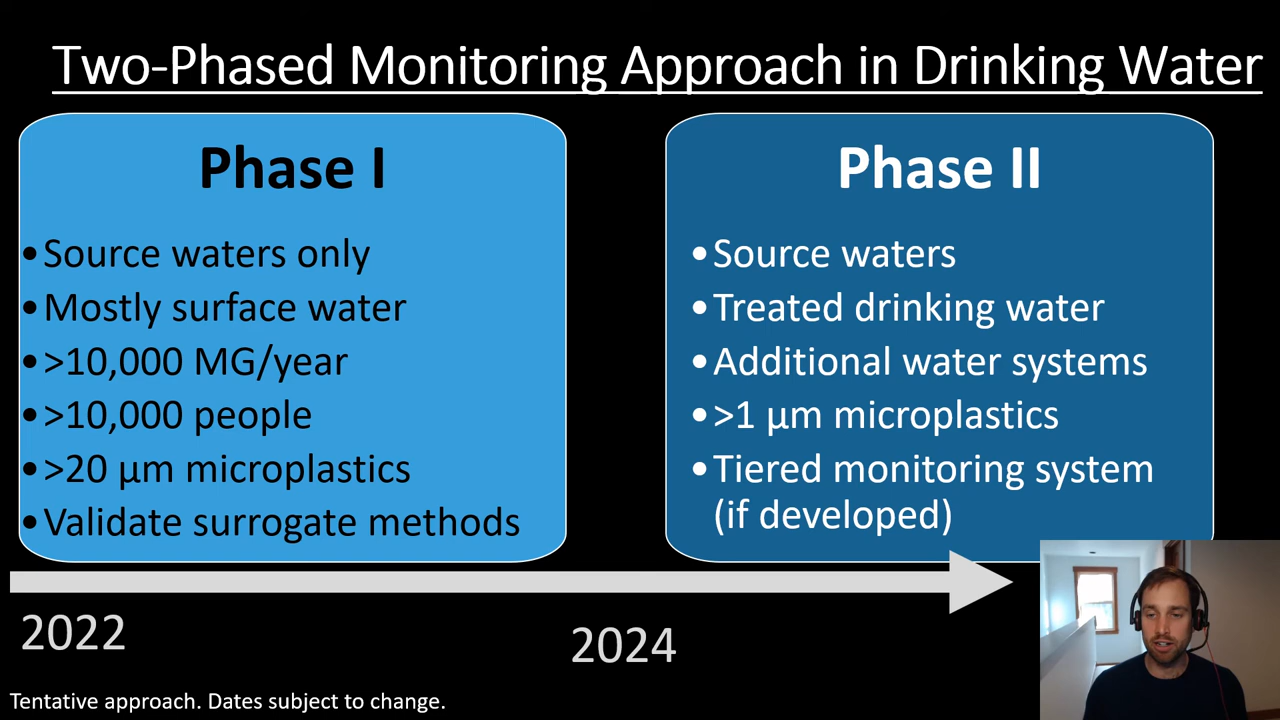 Two-Phased Monitoring Approach in Drinking Water
Phase I
•Source waters only
•Mostly surface water
•>10,000 MG/year
•>10,000 people
•>20 µm microplastics
•Validate surrogate methods
Phase II
•Source waters
•Treated drinking water
•Additional water systems
•>1 µm microplastics
•Tiered monitoring system
(if developed)
2022
2024
Tentative approach. Dates subject to change.